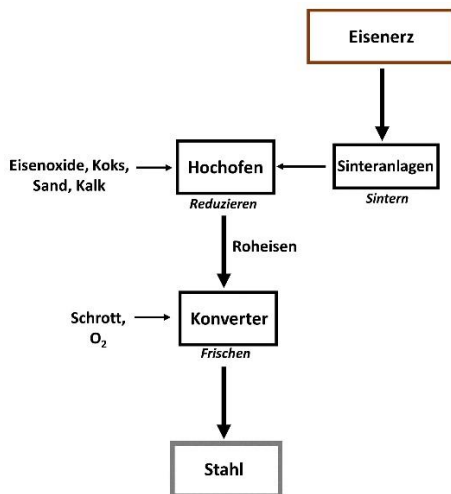 Eisenerz
Eisenoxide, Koks,
Sand, Kalk
Hochofen
Reduzieren
Sinteranlagen
Sintern
Roheisen
Schrott,
O₂
Konverter
Frischen
Stahl